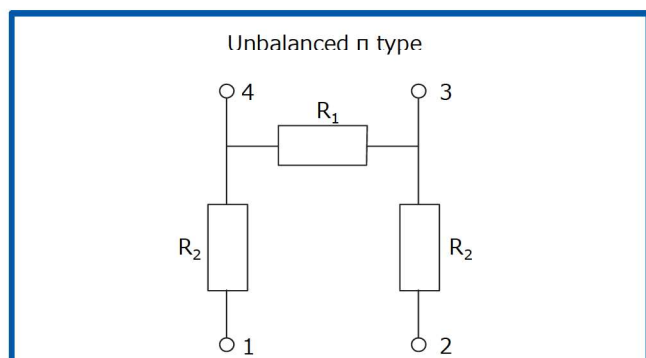 Unbalanced π type
4 3
R₁
R₂ R₂
1 2